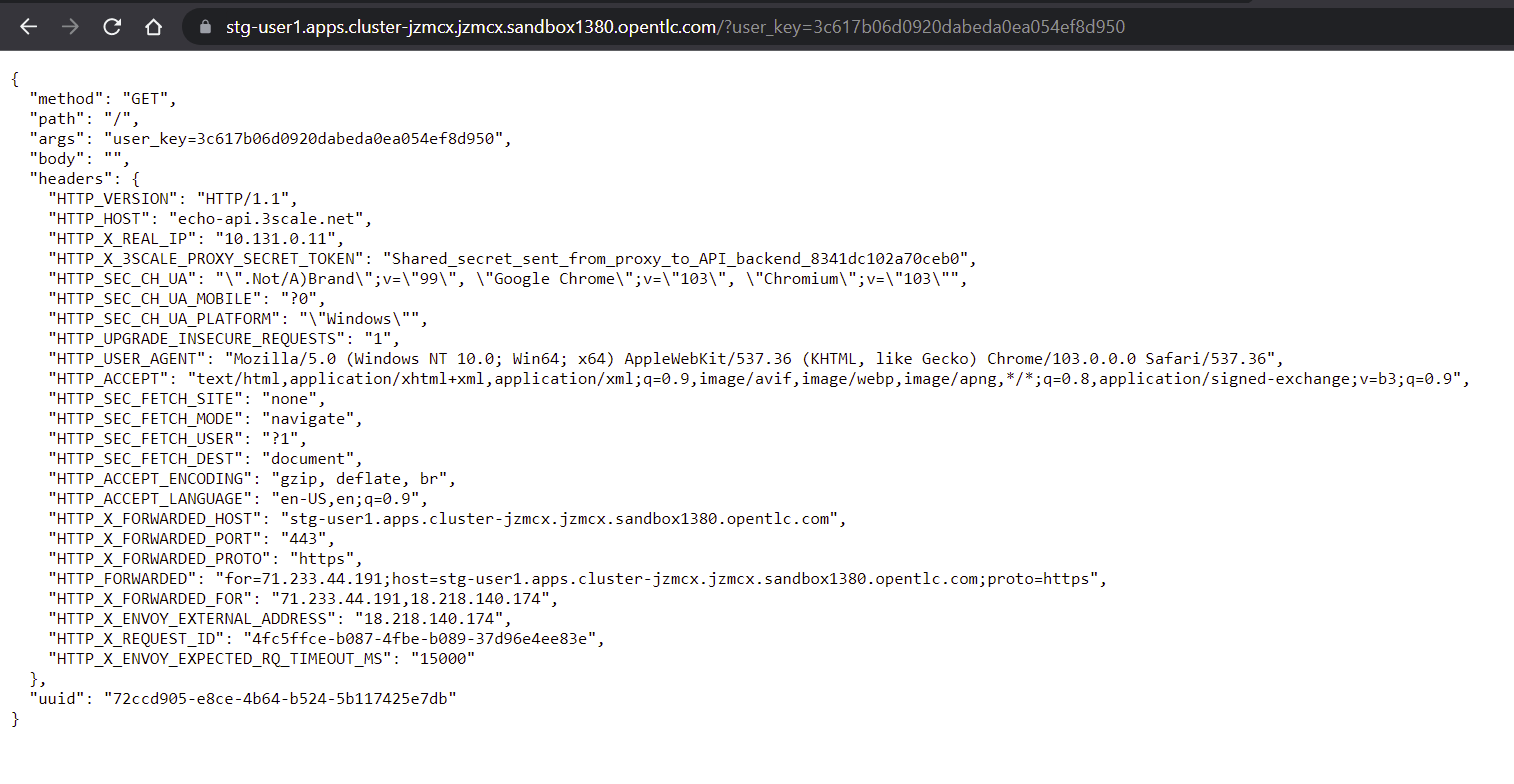 stg-user1.apps.cluster-jzmcx.jzmcx.sandbox1380.opentlc.com/?user_key=3c617b06d0920dabeda0ea054ef8d950
{
  "method": "GET",
  "path": "/",
  "args": "user_key=3c617b06d0920dabeda0ea054ef8d950",
  "body": "",
  "headers": {
    "HTTP_VERSION": "HTTP/1.1",
    "HTTP_HOST": "echo-api.3scale.net",
    "HTTP_X_REAL_IP": "10.131.0.11",
    "HTTP_X_3SCALE_PROXY_SECRET_TOKEN": "Shared_secret_sent_from_proxy_to_API_backend_8341dc102a70ceb0",
    "HTTP_SEC_CH_UA": "\".Not/A)Brand\";v=\"99\", \"Google Chrome\";v=\"103\", \"Chromium\";v=\"103\"",
    "HTTP_SEC_CH_UA_MOBILE": "?0",
    "HTTP_SEC_CH_UA_PLATFORM": "\"Windows\"",
    "HTTP_UPGRADE_INSECURE_REQUESTS": "1",
    "HTTP_USER_AGENT": "Mozilla/5.0 (Windows NT 10.0; Win64; x64) AppleWebKit/537.36 (KHTML, like Gecko) Chrome/103.0.0.0 Safari/537.36",
    "HTTP_ACCEPT": "text/html,application/xhtml+xml,application/xml;q=0.9,image/avif,image/webp,image/apng,*/*;q=0.8,application/signed-exchange;v=b3;q=0.9",
    "HTTP_SEC_FETCH_SITE": "none",
    "HTTP_SEC_FETCH_MODE": "navigate",
    "HTTP_SEC_FETCH_USER": "?1",
    "HTTP_SEC_FETCH_DEST": "document",
    "HTTP_ACCEPT_ENCODING": "gzip, deflate, br",
    "HTTP_ACCEPT_LANGUAGE": "en-US,en;q=0.9",
    "HTTP_X_FORWARDED_HOST": "stg-user1.apps.cluster-jzmcx.jzmcx.sandbox1380.opentlc.com",
    "HTTP_X_FORWARDED_PORT": "443",
    "HTTP_X_FORWARDED_PROTO": "https",
    "HTTP_FORWARDED": "for=71.233.44.191;host=stg-user1.apps.cluster-jzmcx.jzmcx.sandbox1380.opentlc.com;proto=https",
    "HTTP_X_FORWARDED_FOR": "71.233.44.191,18.218.140.174",
    "HTTP_X_ENVOY_EXTERNAL_ADDRESS": "18.218.140.174",
    "HTTP_X_REQUEST_ID": "4fc5ffce-b087-4fbe-b089-37d96e4ee83e",
    "HTTP_X_ENVOY_EXPECTED_RQ_TIMEOUT_MS": "15000"
  },
  "uuid": "72ccd905-e8ce-4b64-b524-5b117425e7db"
}